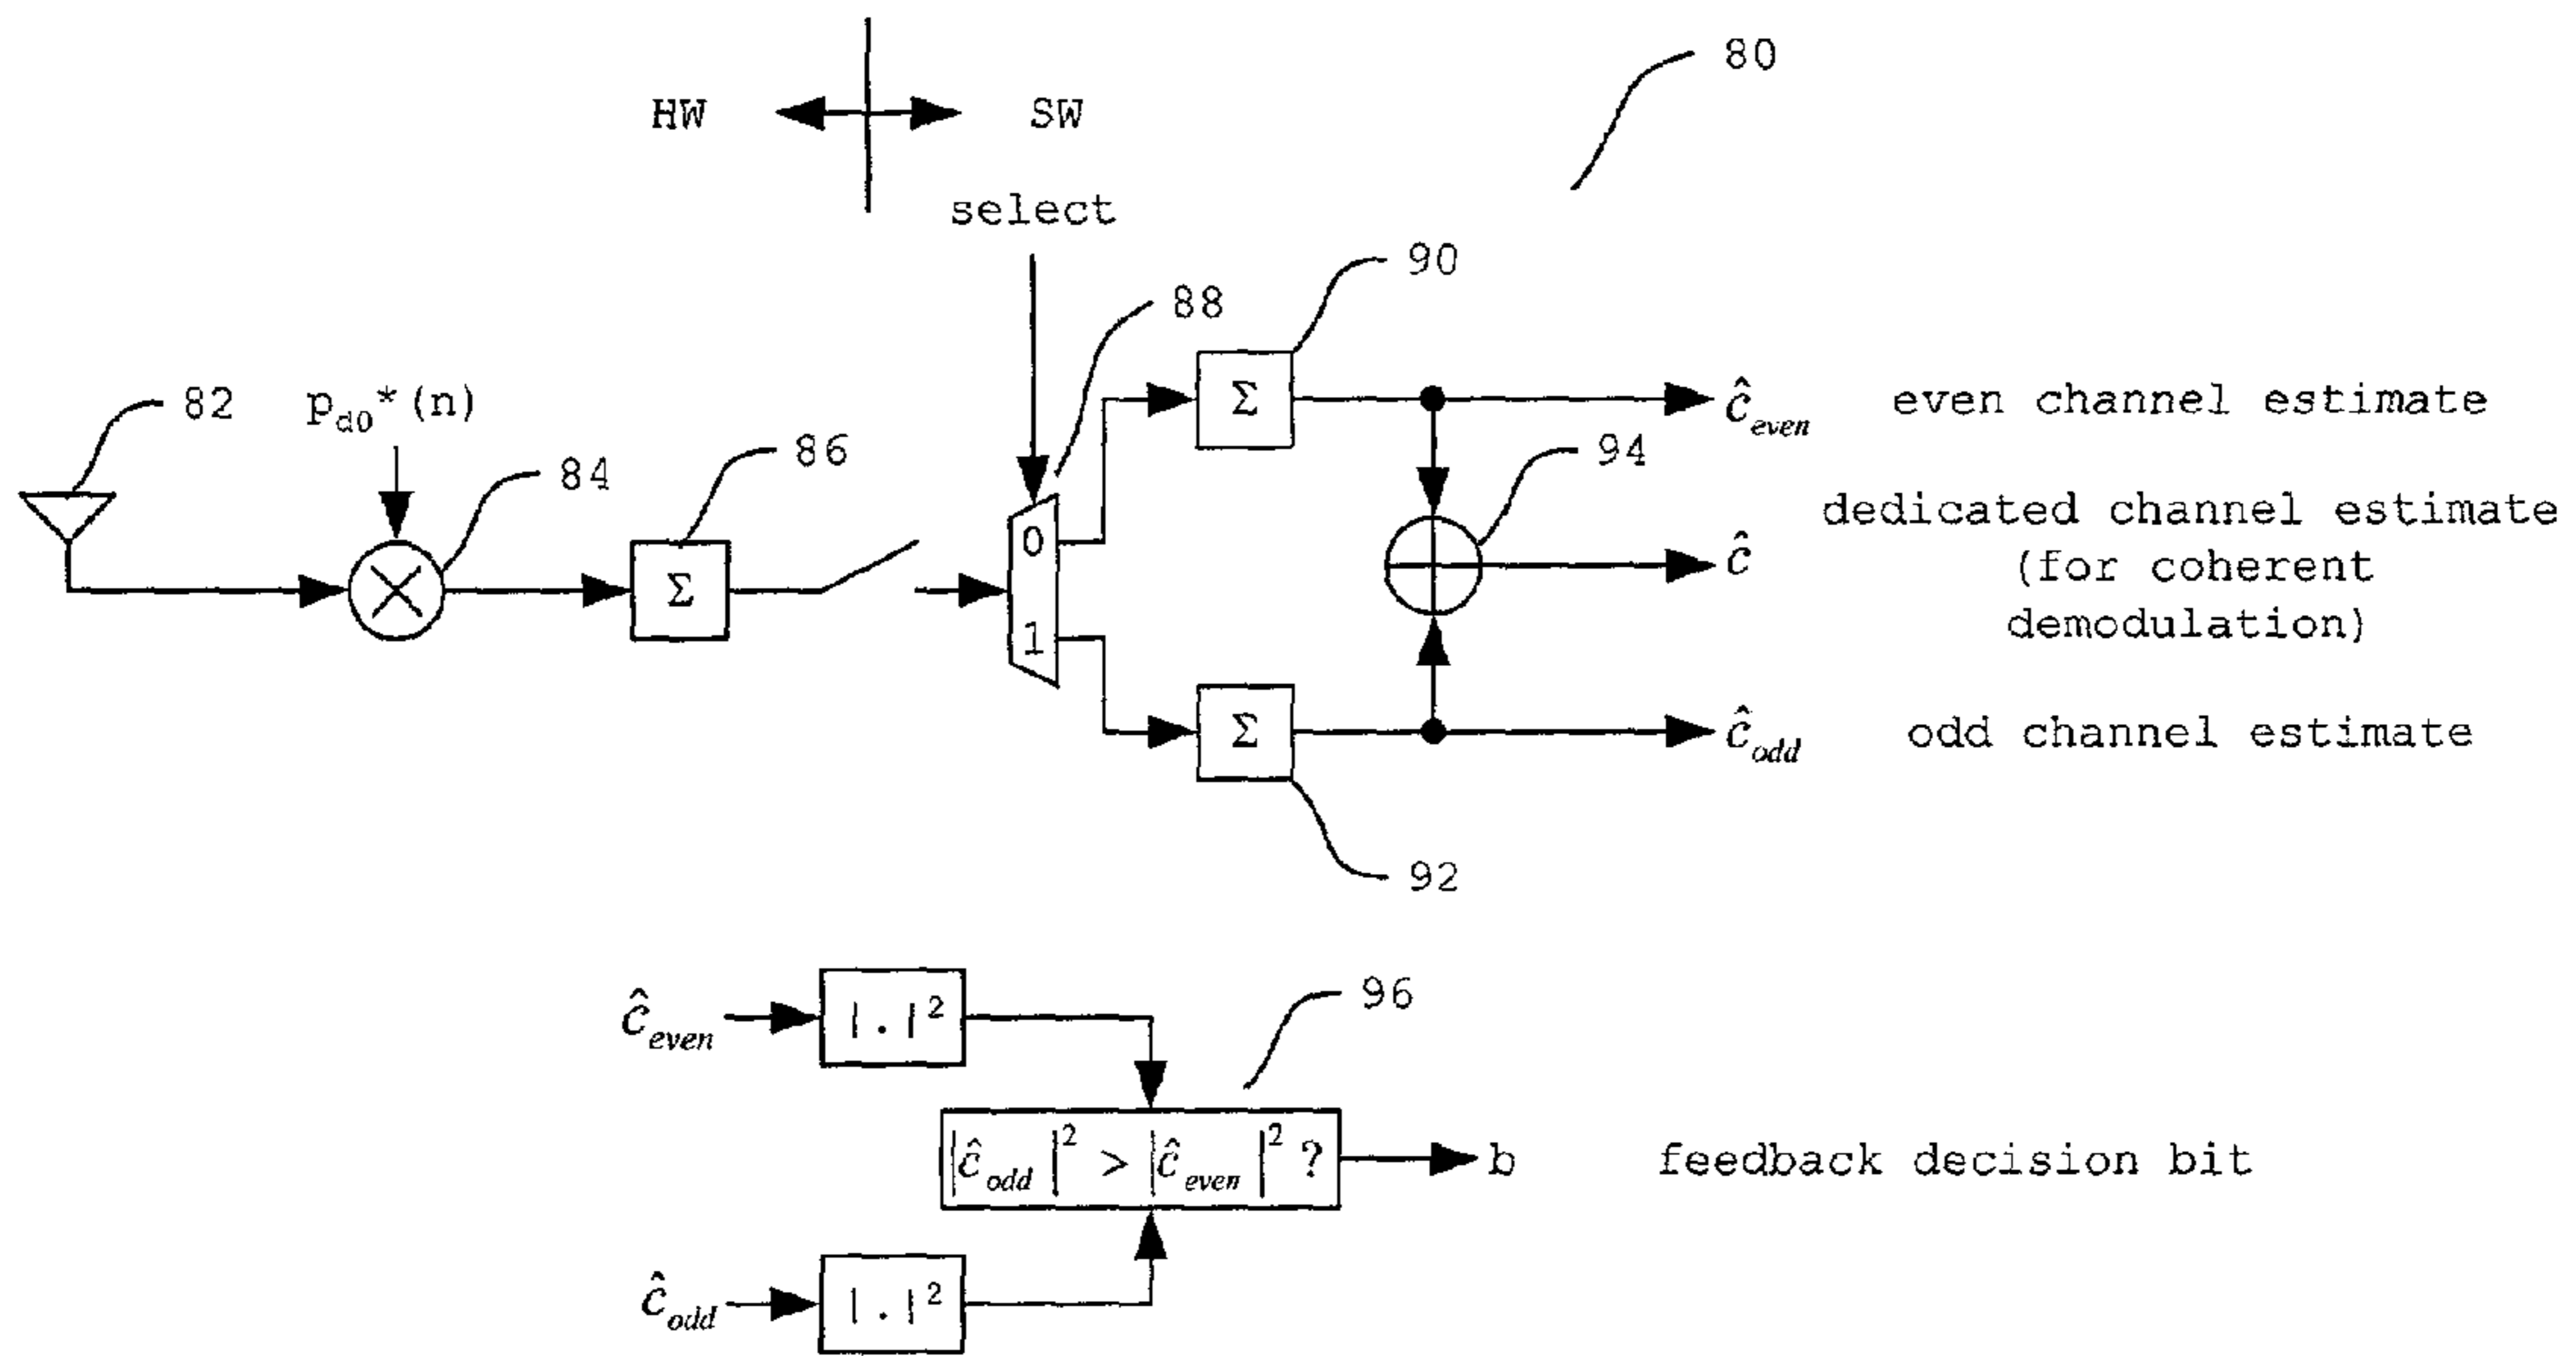 80
HW SW
select
90
88
82 p_d0*(n)
84
86
0
1
Σ
Σ
Σ
ĉ_even even channel estimate
94
ĉ dedicated channel estimate
(for coherent
demodulation)
ĉ_odd odd channel estimate
92
ĉ_even |.|²
96
|ĉ_odd|² > |ĉ_even|² ? b feedback decision bit
ĉ_odd |.|²